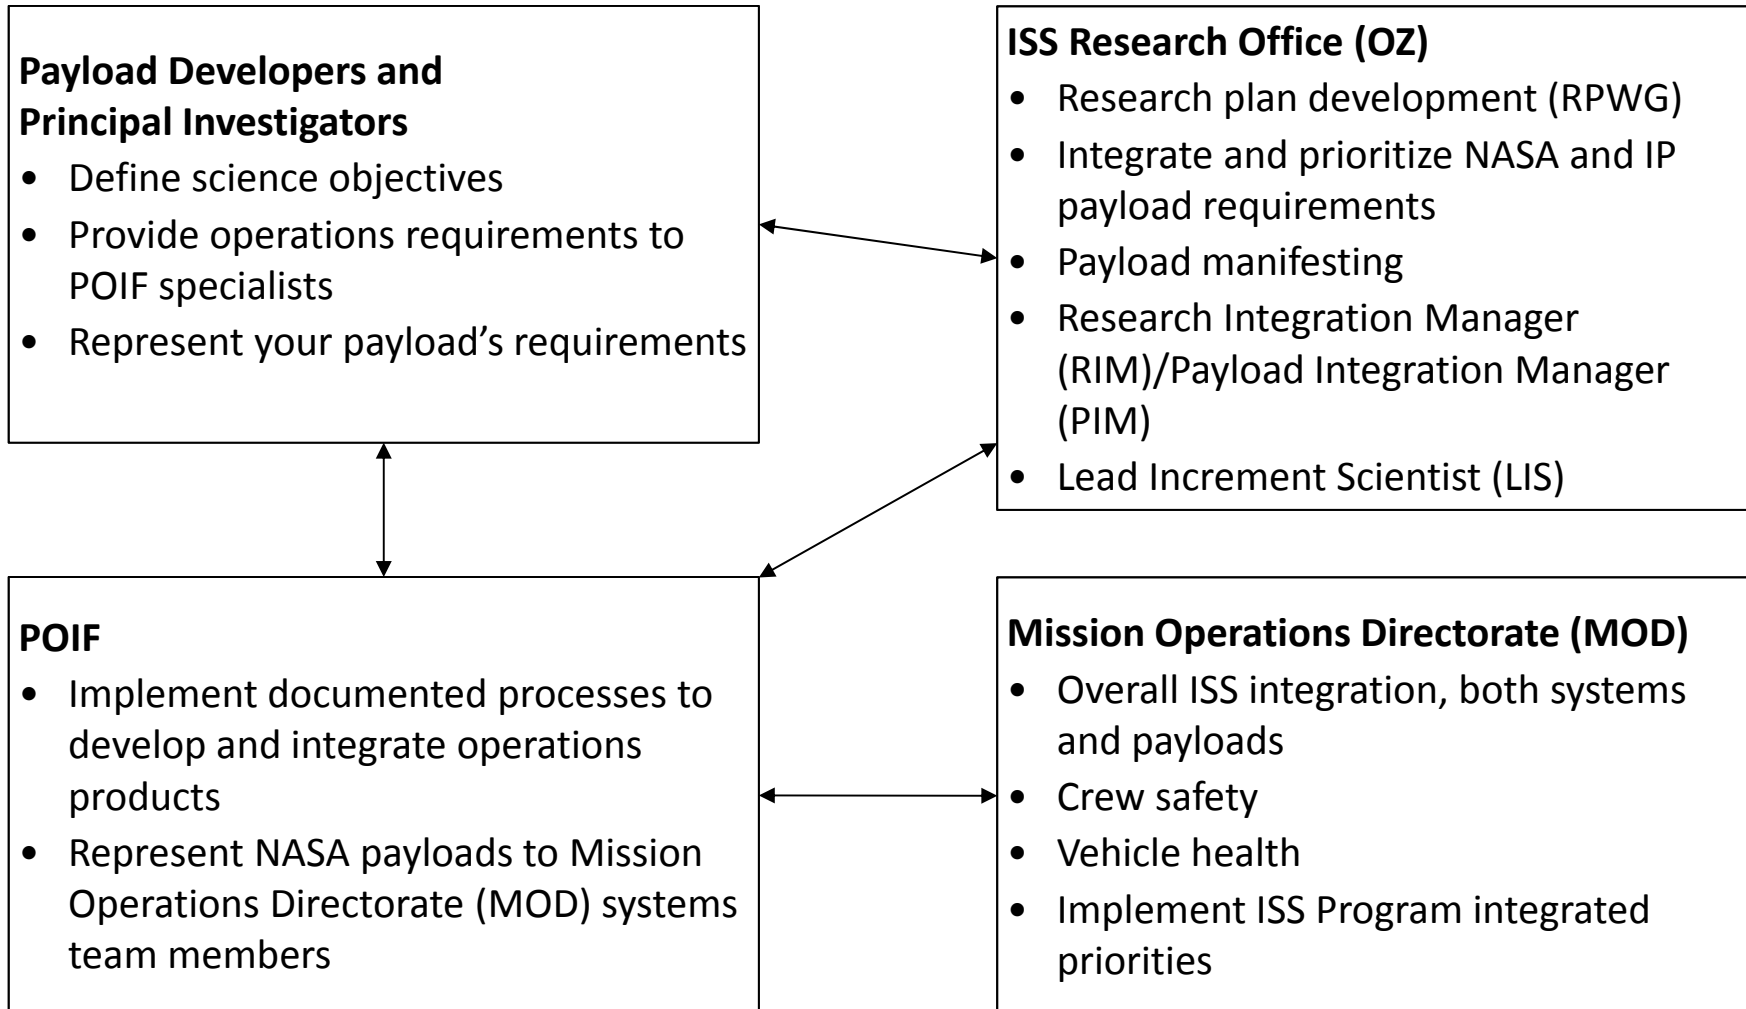 Payload Developers and
Principal Investigators
• Define science objectives
• Provide operations requirements to
POIF specialists
• Represent your payload’s requirements
ISS Research Office (OZ)
• Research plan development (RPWG)
• Integrate and prioritize NASA and IP
payload requirements
• Payload manifesting
• Research Integration Manager
(RIM)/Payload Integration Manager
(PIM)
• Lead Increment Scientist (LIS)
POIF
• Implement documented processes to
develop and integrate operations
products
• Represent NASA payloads to Mission
Operations Directorate (MOD) systems
team members
Mission Operations Directorate (MOD)
• Overall ISS integration, both systems
and payloads
• Crew safety
• Vehicle health
• Implement ISS Program integrated
priorities